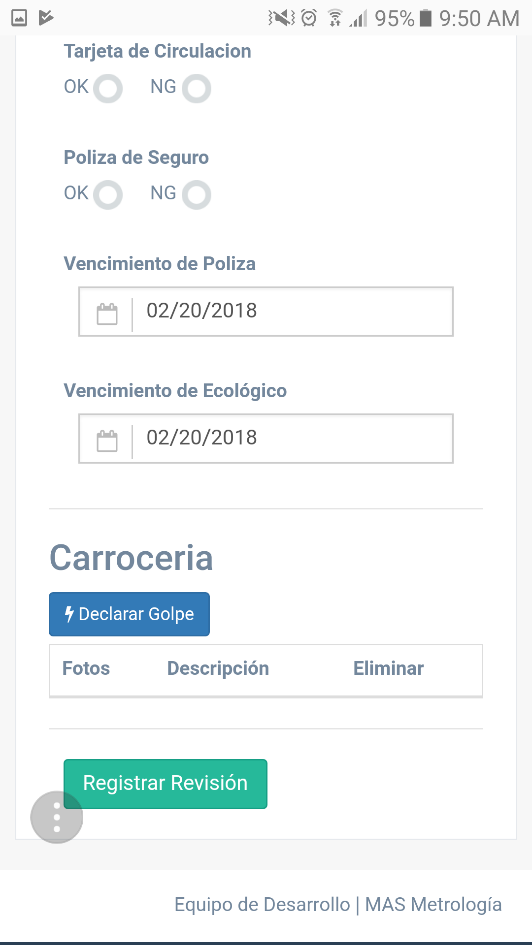 95% 9:50 AM
Tarjeta de Circulacion
OK NG
Poliza de Seguro
OK NG
Vencimiento de Poliza
02/20/2018
Vencimiento de Ecológico
02/20/2018
Carroceria
Declarar Golpe
Fotos Descripción Eliminar
Registrar Revisión
Equipo de Desarrollo | MAS Metrología